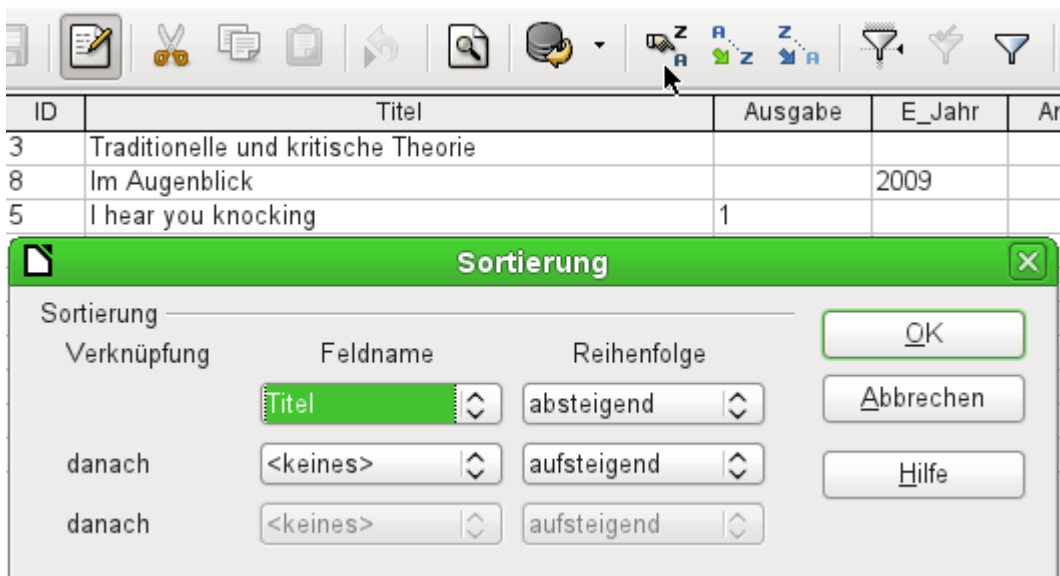 ID Titel Ausgabe E_Jahr
3 Traditionelle und kritische Theorie
8 Im Augenblick 2009
5 I hear you knocking 1
Sortierung
Sortierung
Verknüpfung Feldname Reihenfolge
Titel absteigend
danach <keines> aufsteigend
danach <keines> aufsteigend
OK
Abbrechen
Hilfe